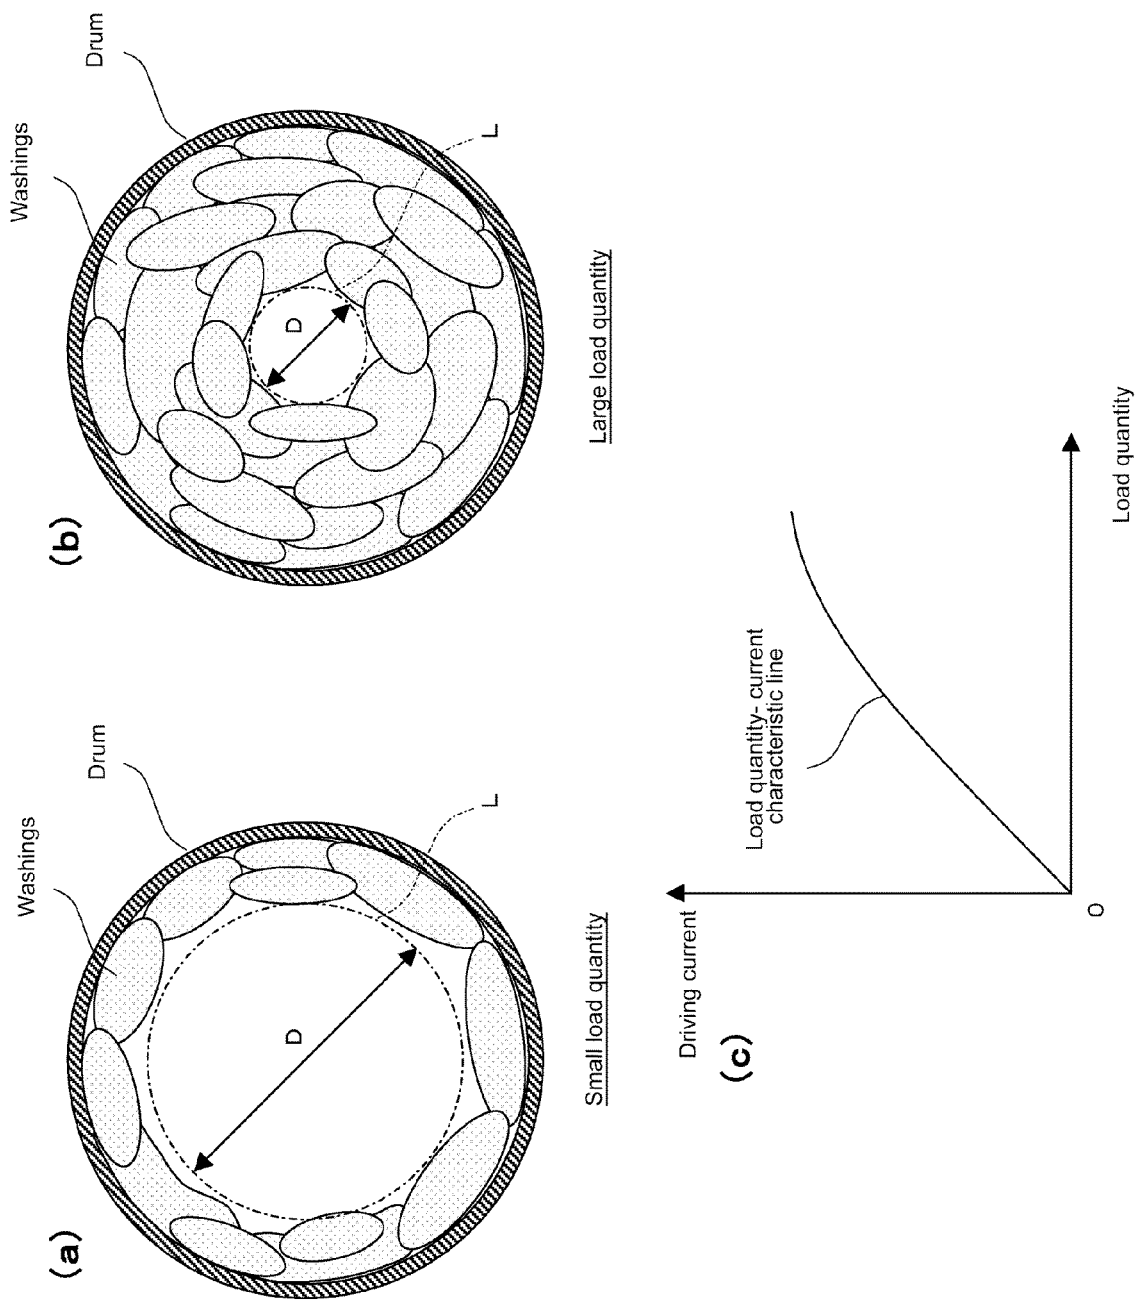 (a)
Washings
Drum
D
L
Small load quantity
(b)
Washings
Drum
D
L
Large load quantity
(c)
Driving current
Load quantity- current
characteristic line
O
Load quantity